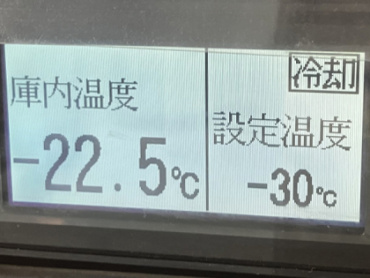 冷却
庫内温度
-22.5℃
設定温度
-30℃